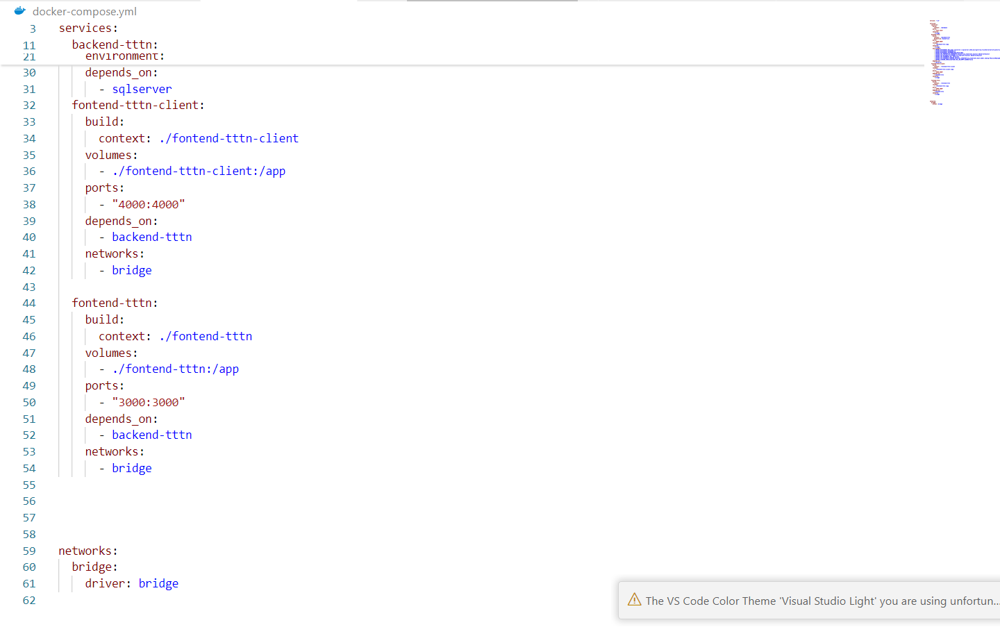 docker-compose.yml
3 services:
11 backend-tttn:
21 environment:
30 depends_on:
31 - sqlserver
32 fontend-tttn-client:
33 build:
34 context: ./fontend-tttn-client
35 volumes:
36 - ./fontend-tttn-client:/app
37 ports:
38 - "4000:4000"
39 depends_on:
40 - backend-tttn
41 networks:
42 - bridge
43
44 fontend-tttn:
45 build:
46 context: ./fontend-tttn
47 volumes:
48 - ./fontend-tttn:/app
49 ports:
50 - "3000:3000"
51 depends_on:
52 - backend-tttn
53 networks:
54 - bridge
55
56
57
58
59 networks:
60 bridge:
61 driver: bridge
62
The VS Code Color Theme 'Visual Studio Light' you are using unfortun...